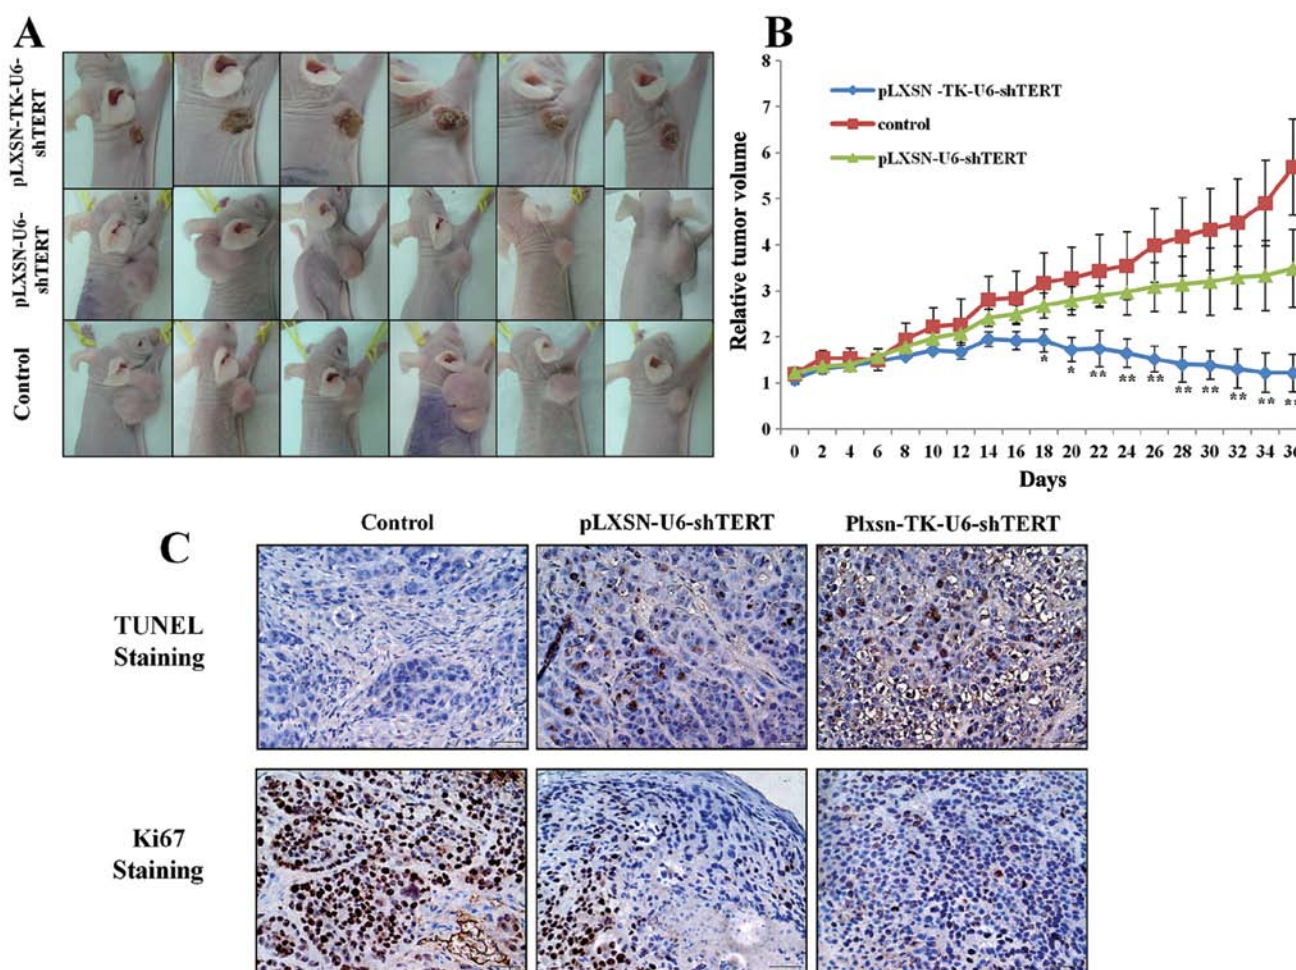 A
pLXSN-TK-U6-
shTERT
pLXSN-U6-
shTERT
Control
B
Relative tumor volume
8
7
6
5
4
3
2
1
0
pLXSN -TK-U6-shTERT
control
pLXSN-U6-shTERT
* * ** ** ** ** ** ** ** **
0 2 4 6 8 10 12 14 16 18 20 22 24 26 28 30 32 34 36
Days
C
Control pLXSN-U6-shTERT Plxsn-TK-U6-shTERT
TUNEL
Staining
Ki67
Staining